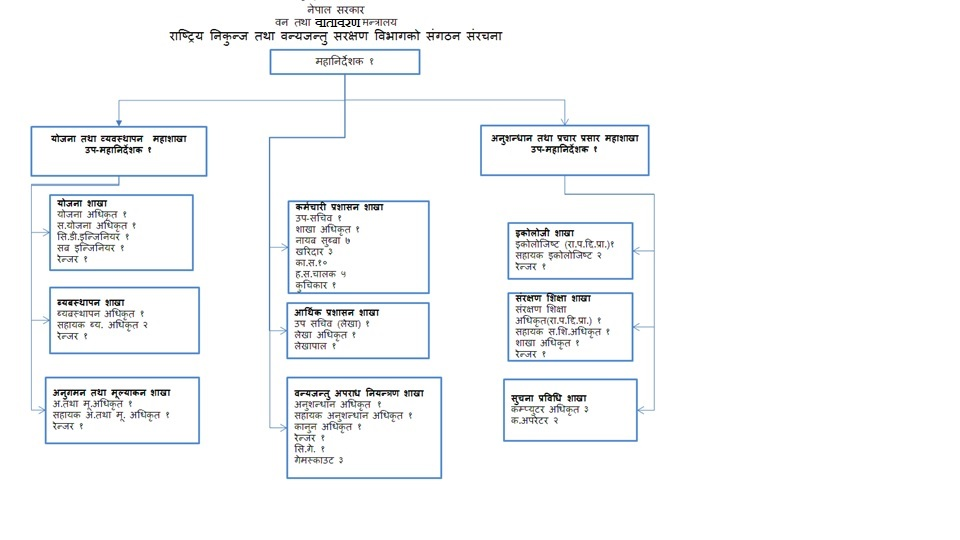 नेपाल सरकार
वन तथा वातावरण मन्त्रालय
राष्ट्रिय निकुन्ज तथा वन्यजन्तु सरक्षण विभागको संगठन संरचना
महानिर्देशक १
योजना तथा व्यवस्थापन महाशाखा
उप-महानिर्देशक १
योजना शाखा
योजना अधिकृत १
स.योजना अधिकृत १
सि.डी.इन्जिनियर १
सब इन्जिनियर १
रेन्जर १
ब्यबस्थापन शाखा
ब्यबस्थापन अधिकृत १
सहायक ब्य. अधिकृत २
रेन्जर १
अनुगमन तथा मूल्याकन शाखा
अ.तथा मू.अधिकृत १
सहायक अ.तथा मू. अधिकृत १
रेन्जर १
कर्मचारी प्रशासन शाखा
उप-सचिव १
शाखा अधिकृत १
नायब सुब्बा ७
खरिदार ३
का.स.१०
ह.स.चालक ५
कुचिकार १
आर्थिक प्रशासन शाखा
उप सचिव (लेखा) १
लेखा अधिकृत १
लेखापाल १
वन्यजन्तु अपराध नियन्त्रण शाखा
अनुशन्धान अधिकृत १
सहायक अनुशन्धान अधिकृत १
कानुन अधिकृत १
रेन्जर १
सि.गे. १
गेमस्काउट ३
अनुशन्धान तथा प्रचार प्रसार महाशाखा
उप-महानिर्देशक १
इकोलोजी शाखा
इकोलोजिष्ट (रा.प.द्दि.प्रा.)१
सहायक इकोलोजिष्ट २
रेन्जर १
संरक्षण शिक्षा शाखा
संरक्षण शिक्षा
अधिकृत(रा.प.द्दि.प्रा.) १
सहायक स.शि.अधिकृत १
शाखा अधिकृत १
रेन्जर १
सुचना प्रविधि शाखा
कम्प्युटर अधिकृत ३
क.अपरेटर २